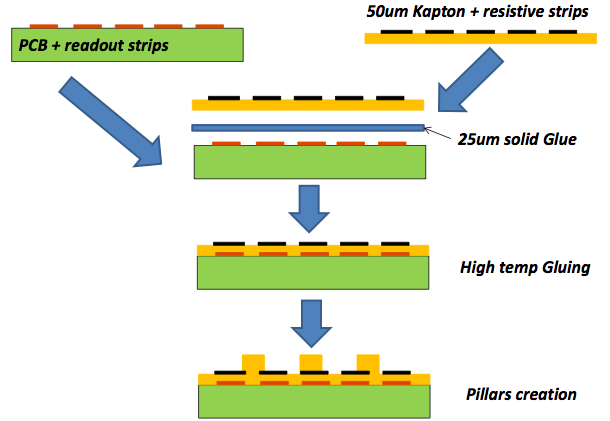 50um Kapton + resistive strips
PCB + readout strips
25um solid Glue
High temp Gluing
Pillars creation